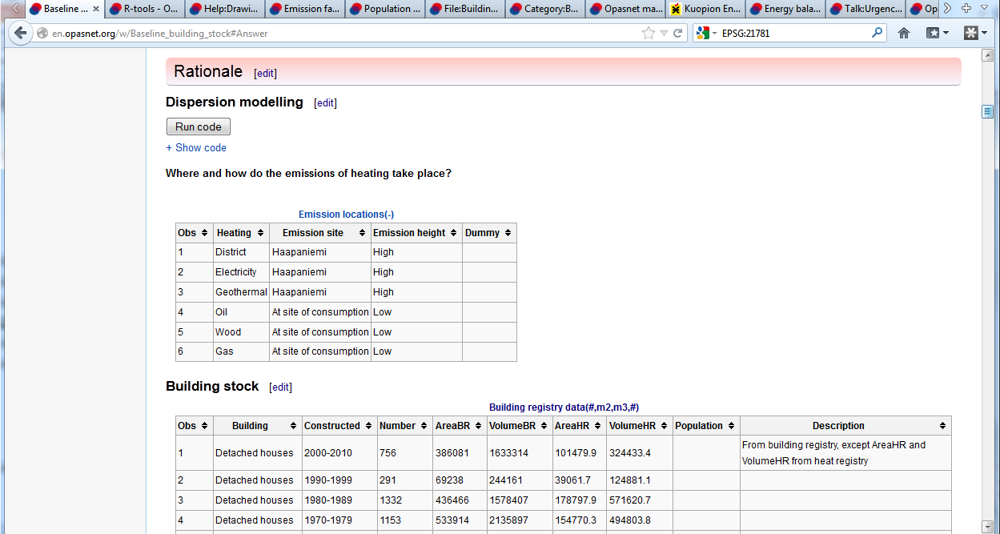 Baseline ... × R-tools - O... Help:Drawi... Emission fa... Population ... File:Buildin... Category:B... Opasnet ma... Kuopion En... Energy bala... Talk:Urgenc... Op
en.opasnet.org/w/Baseline_building_stock#Answer EPSG:21781
Rationale [edit]
Dispersion modelling [edit]
Run code
+ Show code
Where and how do the emissions of heating take place?
Emission locations(-)
Obs Heating Emission site Emission height Dummy
1 District Haapaniemi High
2 Electricity Haapaniemi High
3 Geothermal Haapaniemi High
4 Oil At site of consumption Low
5 Wood At site of consumption Low
6 Gas At site of consumption Low
Building stock [edit]
Building registry data(#,m2,m3,#)
Obs Building Constructed Number AreaBR VolumeBR AreaHR VolumeHR Population Description
1 Detached houses 2000-2010 756 386081 1633314 101479.9 324433.4 From building registry, except AreaHR and
VolumeHR from heat registry
2 Detached houses 1990-1999 291 69238 244161 39061.7 124881.1
3 Detached houses 1980-1989 1332 436466 1578407 178797.9 571620.7
4 Detached houses 1970-1979 1153 533914 2135897 154770.3 494803.8